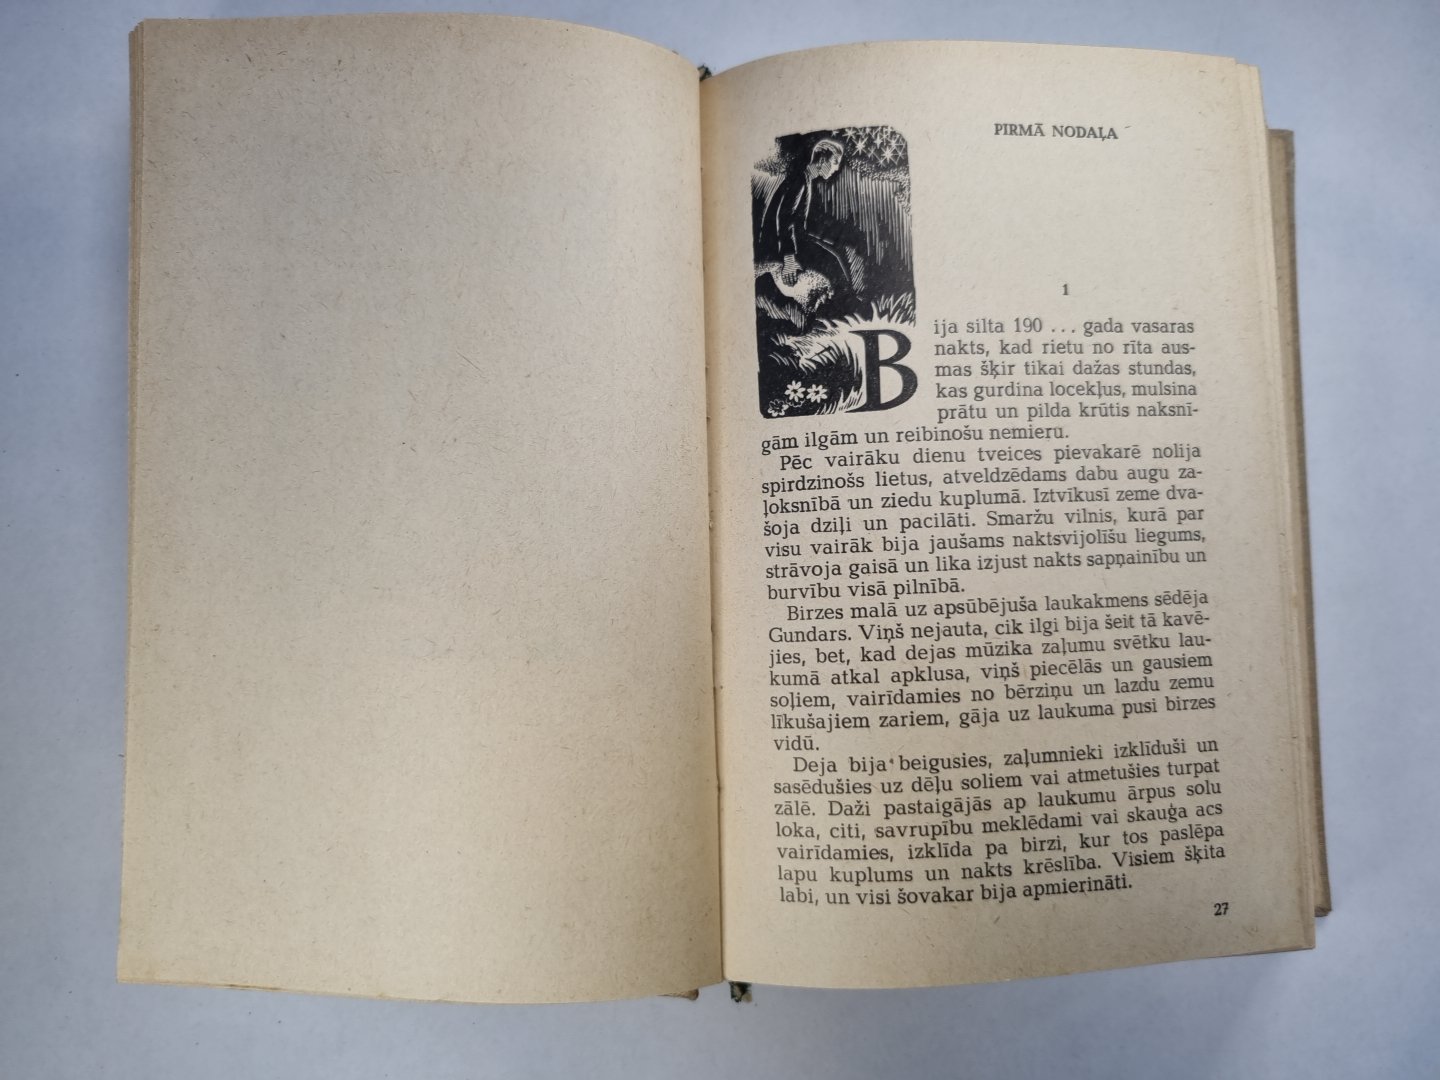 PIRMĀ NODAĻA
1
Bija silta 190 ... gada vasaras
nakts, kad rietu no rīta aus-
mas šķir tikai dažas stundas,
kas gurdina locekļus, mulsina
prātu un pilda krūtis naksnī-
gām ilgām un reibinošu nemieru.
Pēc vairāku dienu tveices pievakarē nolija
spirdzinošs lietus, atveldzēdams dabu augu za-
ļoksnībā un ziedu kuplumā. Iztvīkusī zeme dva-
šoja dziļi un pacilāti. Smaržu vilnis, kurā par
visu vairāk bija jaušams naktsvijolīšu liegums,
strāvoja gaisā un lika izjust nakts sapņainību un
burvību visā pilnībā.
Birzes malā uz apsūbējuša laukakmens sēdēja
Gundars. Viņš nejauta, cik ilgi bija šeit tā kavē-
jies, bet, kad dejas mūzika zaļumu svētku lau-
kumā atkal apklusa, viņš piecēlās un gausiem
soļiem, vairīdamies no bērziņu un lazdu zemu
līkušajiem zariem, gāja uz laukuma pusi birzes
vidū.
Deja bija beigusies, zaļumnieki izklīduši un
sasēdušies uz dēļu soliem vai atmetušies turpat
zālē. Daži pastaigājās ap laukumu ārpus solu
loka, citi, savrupību meklēdami vai skauģa acs
vairīdamies, izklīda pa birzi, kur tos paslēpa
lapu kuplums un nakts krēslība. Visiem šķita
labi, un visi šovakar bija apmierināti.
27